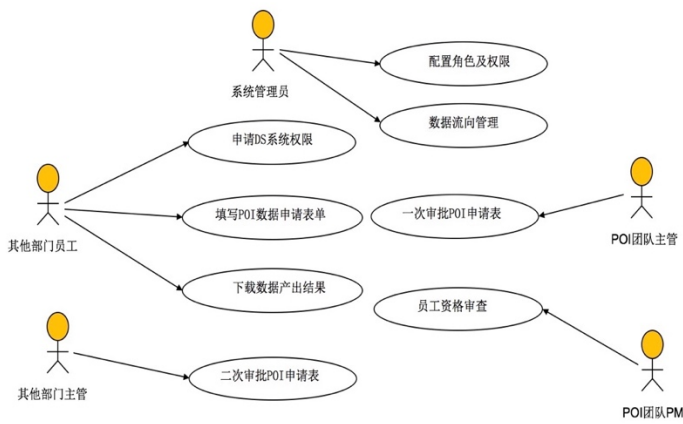 配置角色及权限
系统管理员
数据流向管理
申请DS系统权限
填写POI数据申请表单
一次审批POI申请表
其他部门员工
POI团队主管
下载数据产出结果
员工资格审查
二次审批POI申请表
其他部门主管
POI团队PM